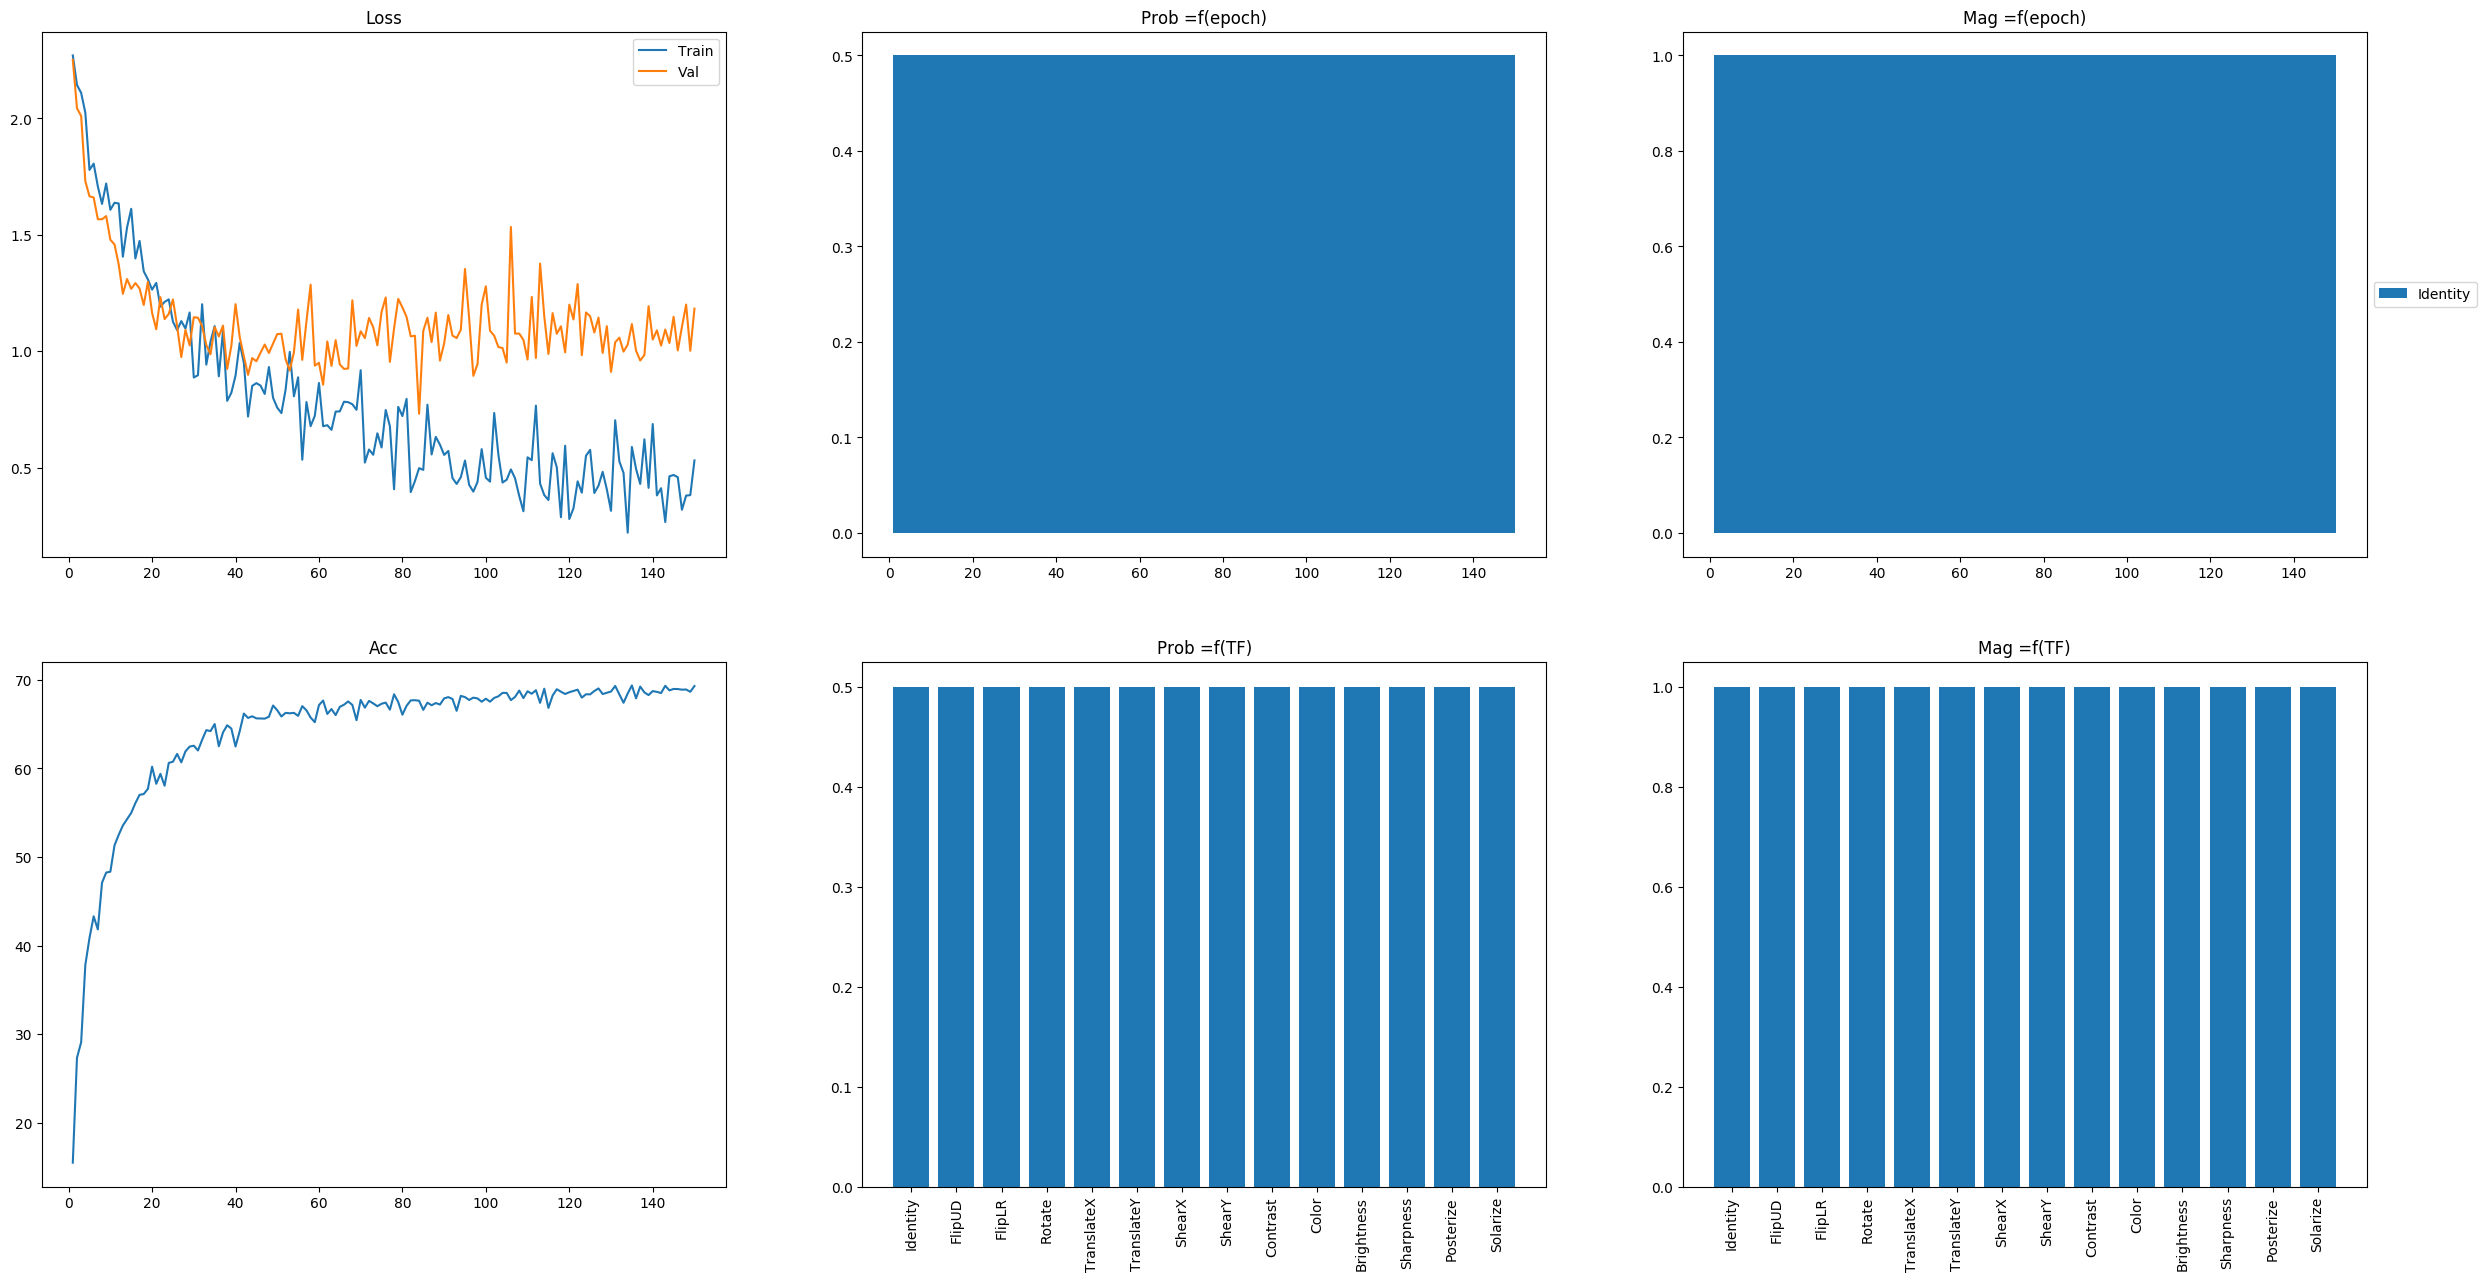 Loss
Train
Val
2.0
1.5
1.0
0.5
0 20 40 60 80 100 120 140
Prob =f(epoch)
0.5
0.4
0.3
0.2
0.1
0.0
0 20 40 60 80 100 120 140
Mag =f(epoch)
1.0
0.8
0.6
0.4
0.2
0.0
0 20 40 60 80 100 120 140
Identity
Acc
70
60
50
40
30
20
0 20 40 60 80 100 120 140
Prob =f(TF)
0.5
0.4
0.3
0.2
0.1
0.0
Identity
FlipUD
FlipLR
Rotate
TranslateX
TranslateY
ShearX
ShearY
Contrast
Color
Brightness
Sharpness
Posterize
Solarize
Mag =f(TF)
1.0
0.8
0.6
0.4
0.2
0.0
Identity
FlipUD
FlipLR
Rotate
TranslateX
TranslateY
ShearX
ShearY
Contrast
Color
Brightness
Sharpness
Posterize
Solarize